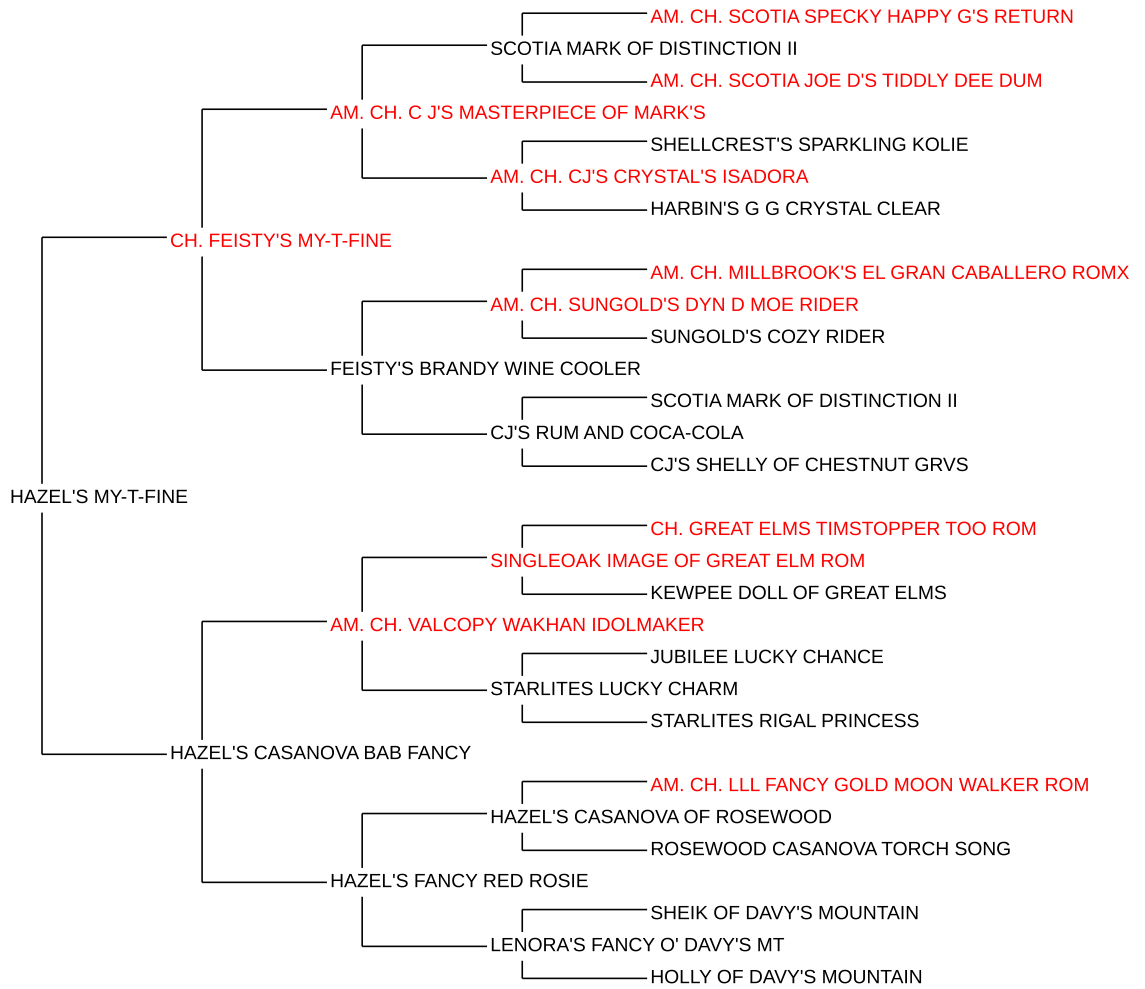 AM. CH. SCOTIA SPECKY HAPPY G'S RETURN
SCOTIA MARK OF DISTINCTION II
AM. CH. SCOTIA JOE D'S TIDDLY DEE DUM
AM. CH. C J'S MASTERPIECE OF MARK'S
SHELLCREST'S SPARKLING KOLIE
AM. CH. CJ'S CRYSTAL'S ISADORA
HARBIN'S G G CRYSTAL CLEAR
CH. FEISTY'S MY-T-FINE
AM. CH. MILLBROOK'S EL GRAN CABALLERO ROMX
AM. CH. SUNGOLD'S DYN D MOE RIDER
SUNGOLD'S COZY RIDER
FEISTY'S BRANDY WINE COOLER
SCOTIA MARK OF DISTINCTION II
CJ'S RUM AND COCA-COLA
CJ'S SHELLY OF CHESTNUT GRVS
HAZEL'S MY-T-FINE
CH. GREAT ELMS TIMSTOPPER TOO ROM
SINGLEOAK IMAGE OF GREAT ELM ROM
KEWPEE DOLL OF GREAT ELMS
AM. CH. VALCOPY WAKHAN IDOLMAKER
JUBILEE LUCKY CHANCE
STARLITES LUCKY CHARM
STARLITES RIGAL PRINCESS
HAZEL'S CASANOVA BAB FANCY
AM. CH. LLL FANCY GOLD MOON WALKER ROM
HAZEL'S CASANOVA OF ROSEWOOD
ROSEWOOD CASANOVA TORCH SONG
HAZEL'S FANCY RED ROSIE
SHEIK OF DAVY'S MOUNTAIN
LENORA'S FANCY O' DAVY'S MT
HOLLY OF DAVY'S MOUNTAIN